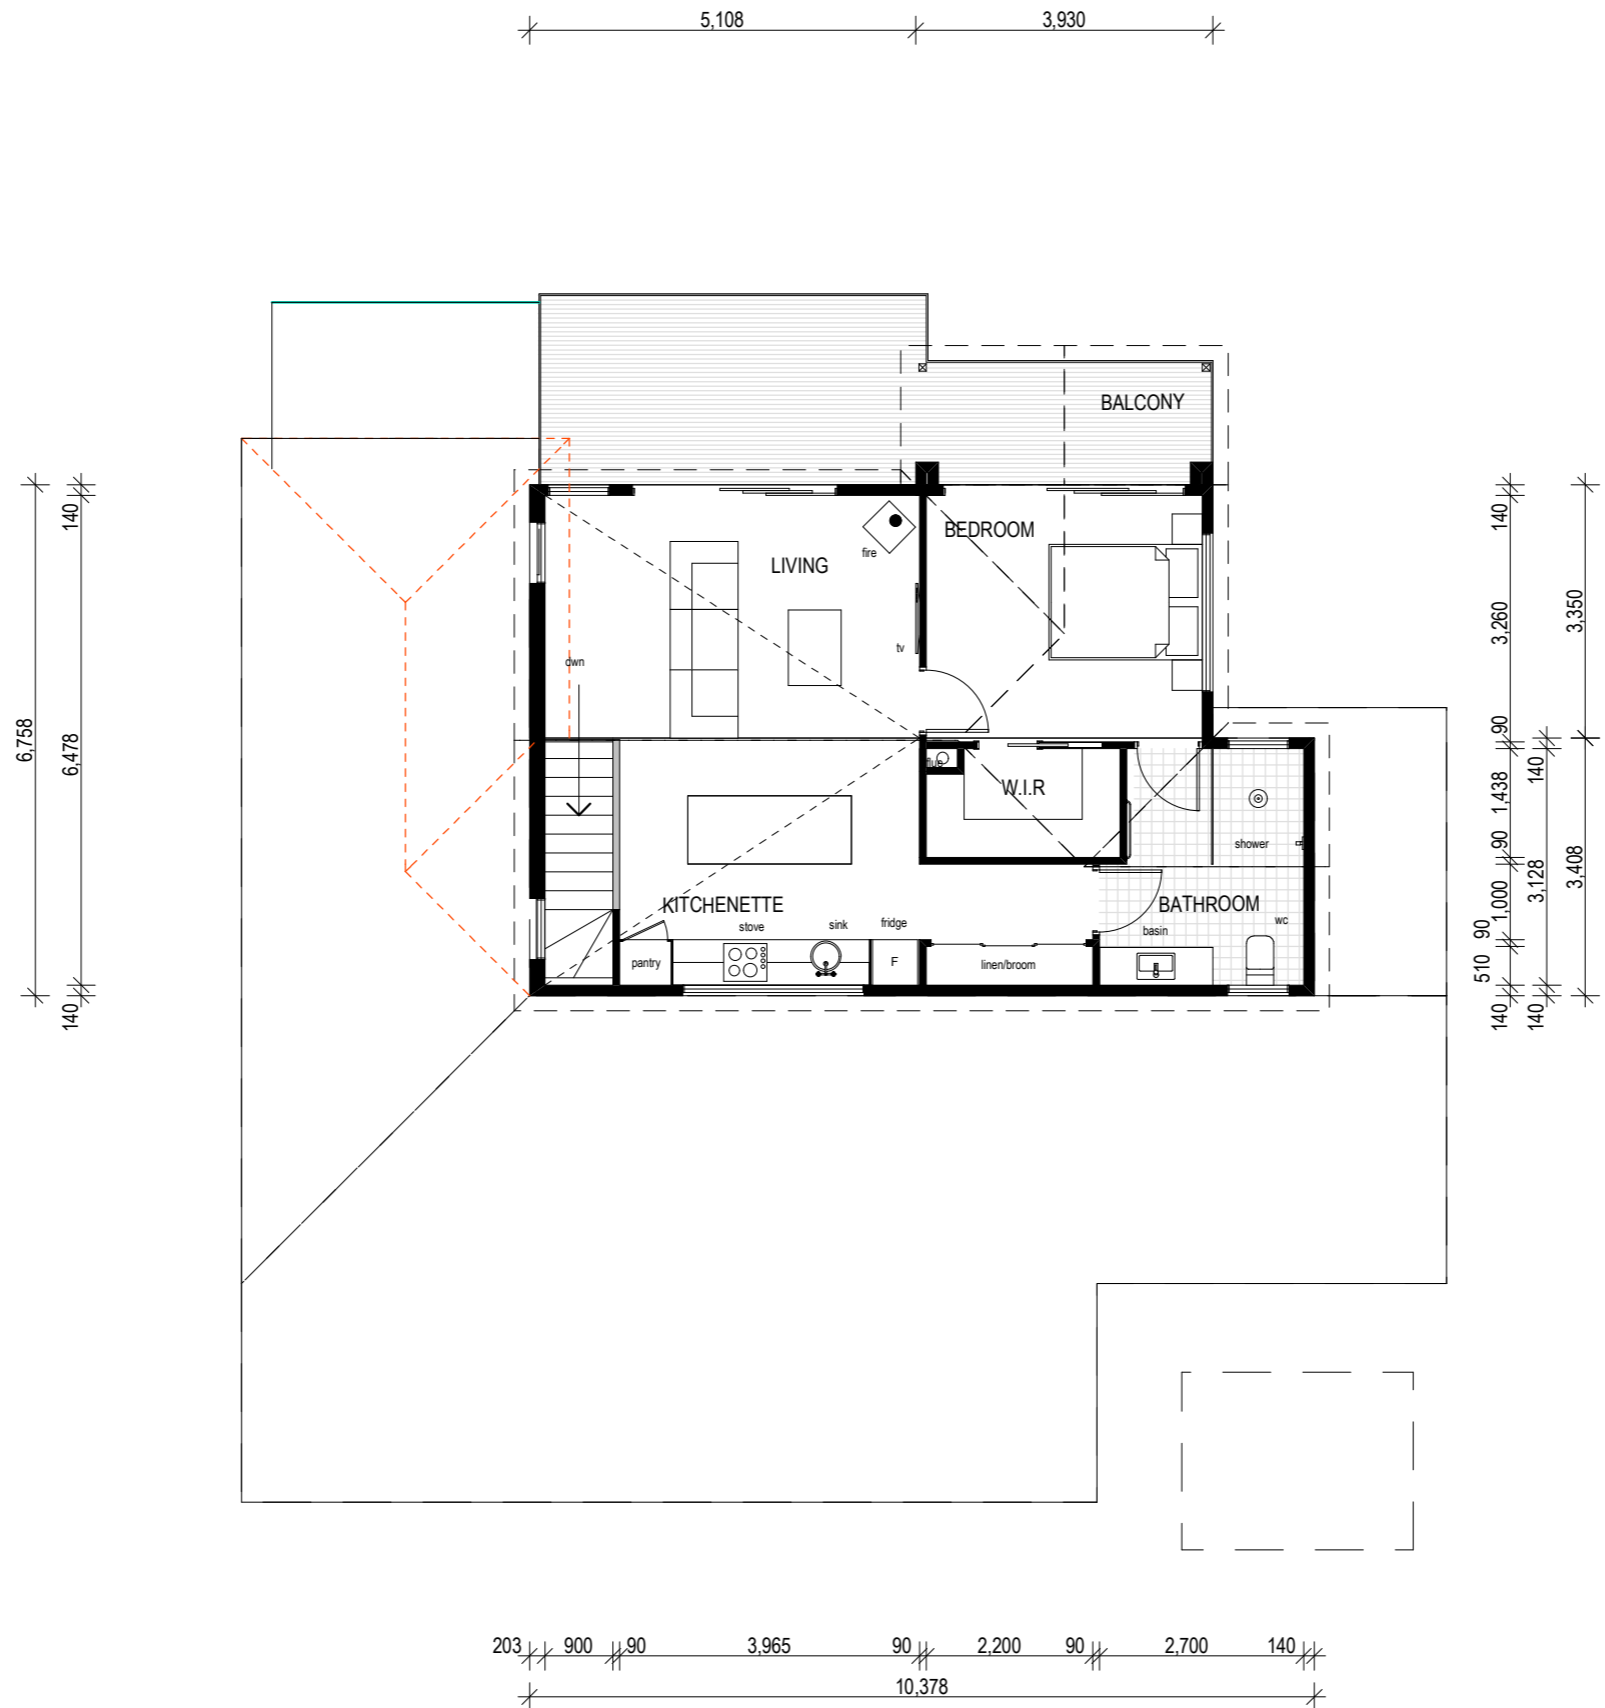 5,108 3,930
BALCONY
BEDROOM
LIVING
fire
tv
own
flue
W.I.R
shower
KITCHENETTE
BATHROOM
stove
sink
fridge
basin
wc
pantry
F
linen/broom
6,758
140
6,478
140
140
3,260
90
1,438
90
1,000
90
510
140
140
3,128
140
3,350
3,408
203 900 90 3,965 90 2,200 90 2,700 140
10,378